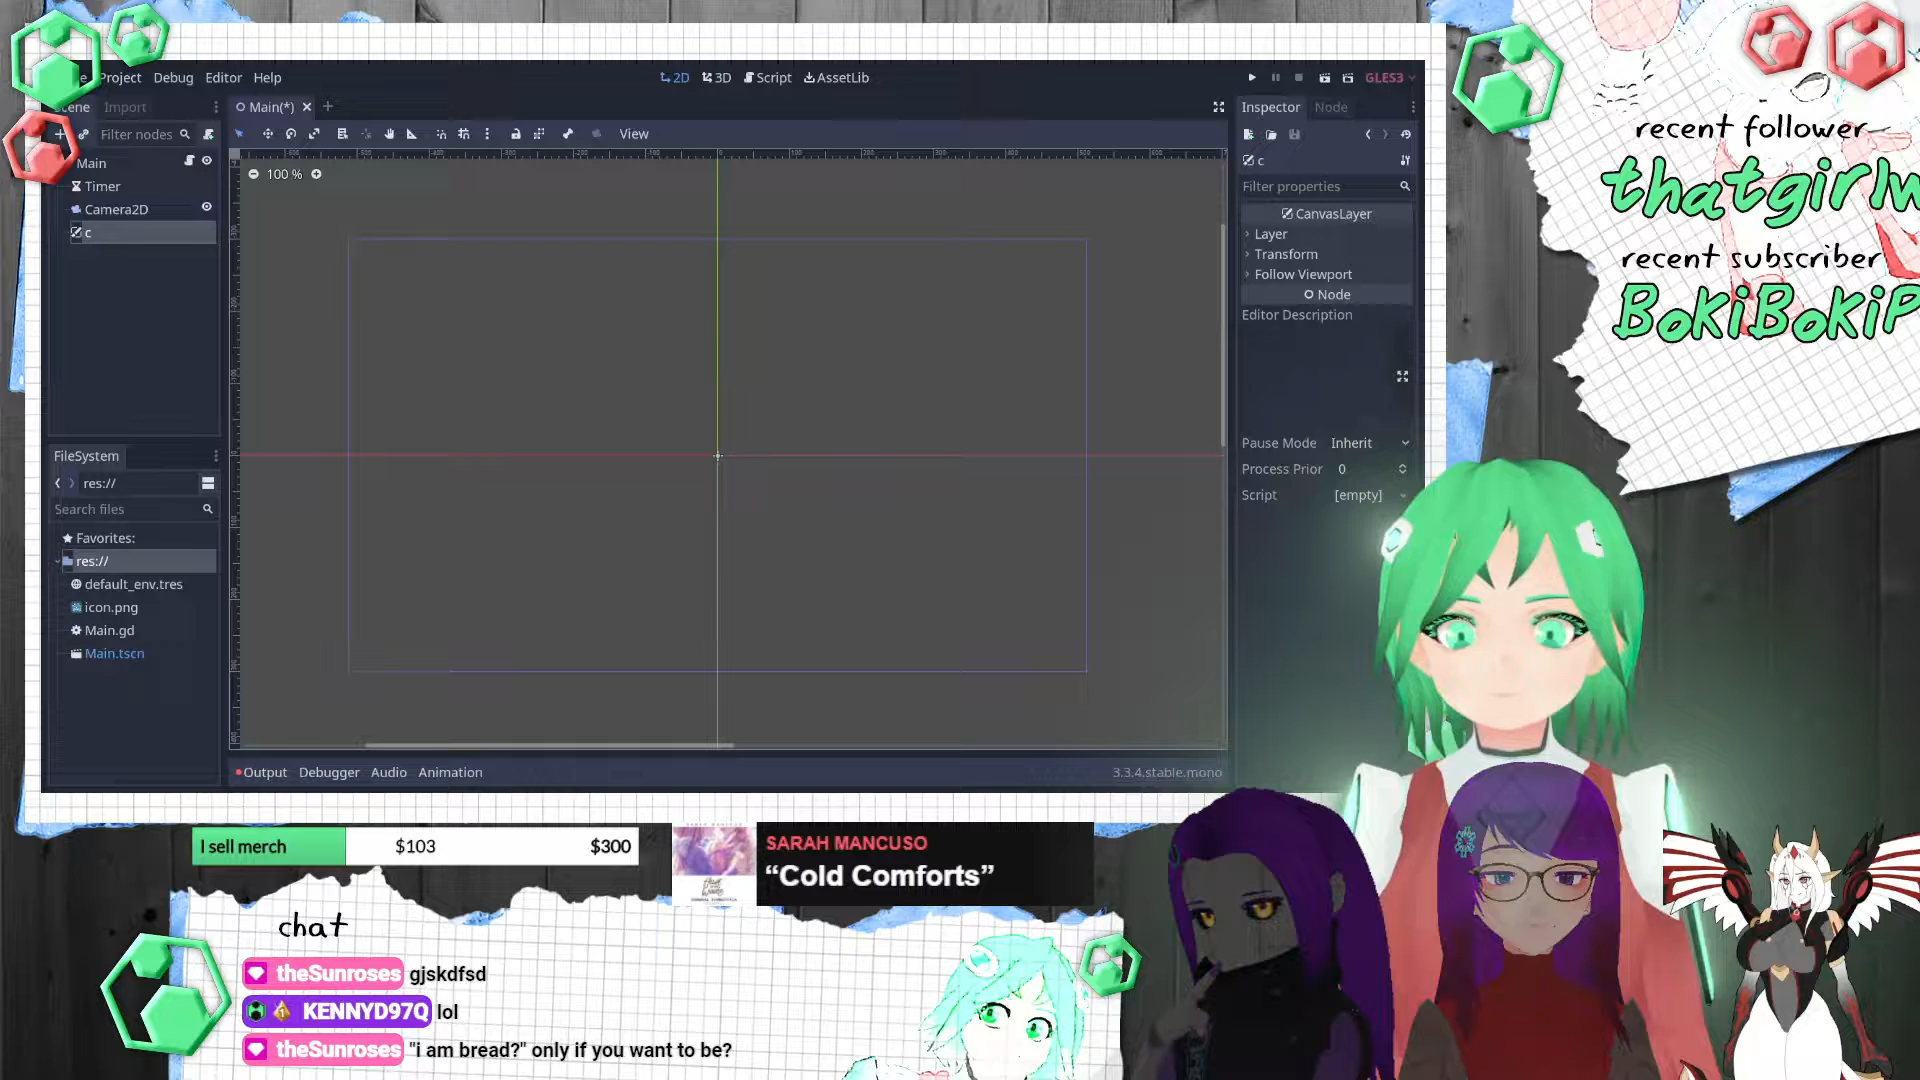 Project Debug Editor Help
2D 3D Script AssetLib
GLES3
Scene Import
Main(*)
Inspector Node
Filter nodes
View
Main
Timer
Camera2D
c
100 %
c
Filter properties
CanvasLayer
Layer
Transform
Follow Viewport
Node
Editor Description
Pause Mode Inherit
Process Prior 0
Script [empty]
FileSystem
res://
Search files
Favorites:
res://
default_env.tres
icon.png
Main.gd
Main.tscn
Output Debugger Audio Animation
3.3.4.stable.mono
recent follower
thatgirlw
recent subscriber
BokiBokiP
I sell merch $103 $300
SARAH MANCUSO
“Cold Comforts”
chat
theSunroses gjskdfsd
KENNYD97Q lol
theSunroses "i am bread?" only if you want to be?